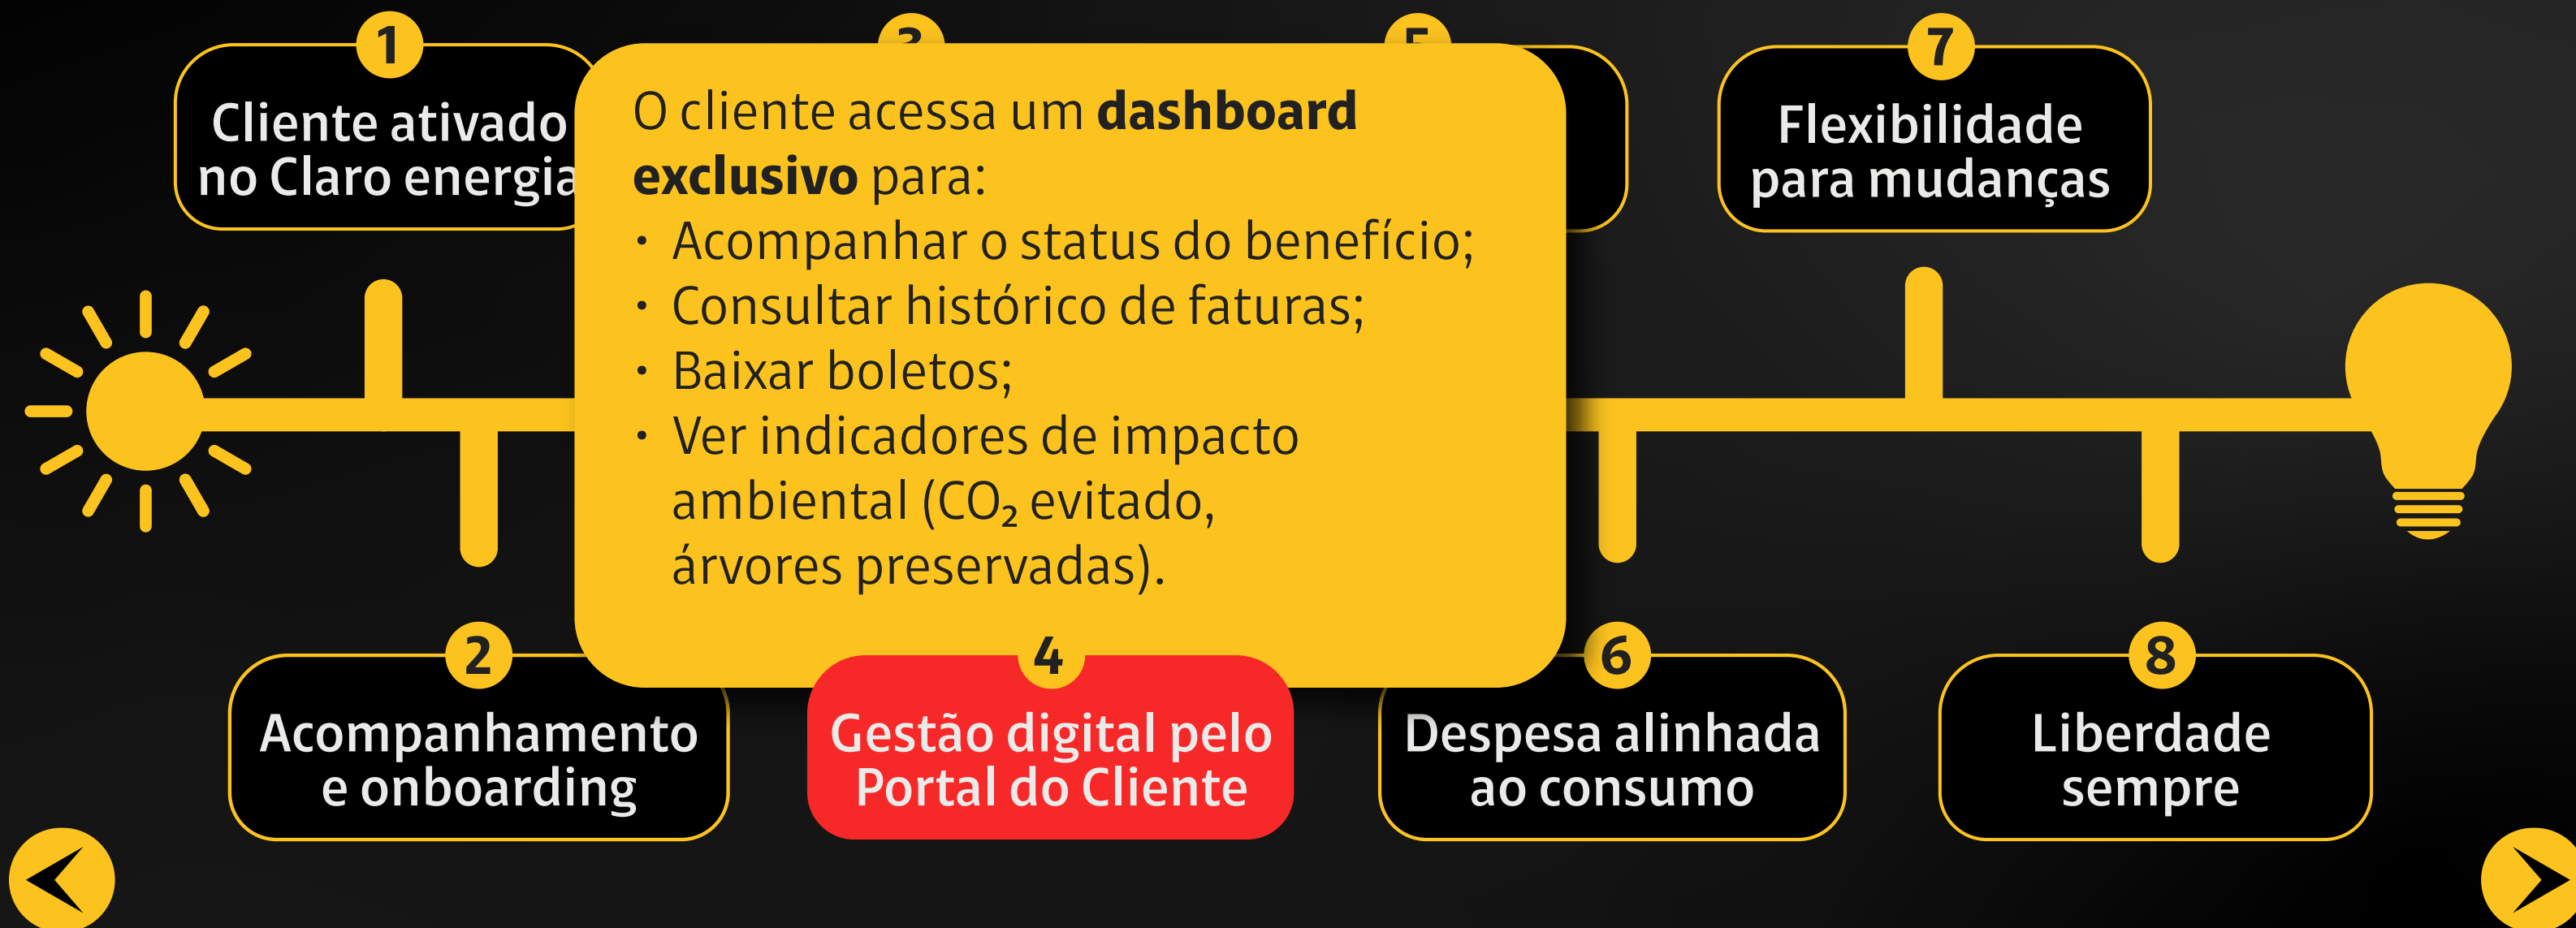 1
Cliente ativado
no Claro energia
3
5
7
Flexibilidade
para mudanças
O cliente acessa um dashboard
exclusivo para:
• Acompanhar o status do benefício;
• Consultar histórico de faturas;
• Baixar boletos;
• Ver indicadores de impacto
ambiental (CO₂ evitado,
árvores preservadas).
2
Acompanhamento
e onboarding
4
Gestão digital pelo
Portal do Cliente
6
Despesa alinhada
ao consumo
8
Liberdade
sempre